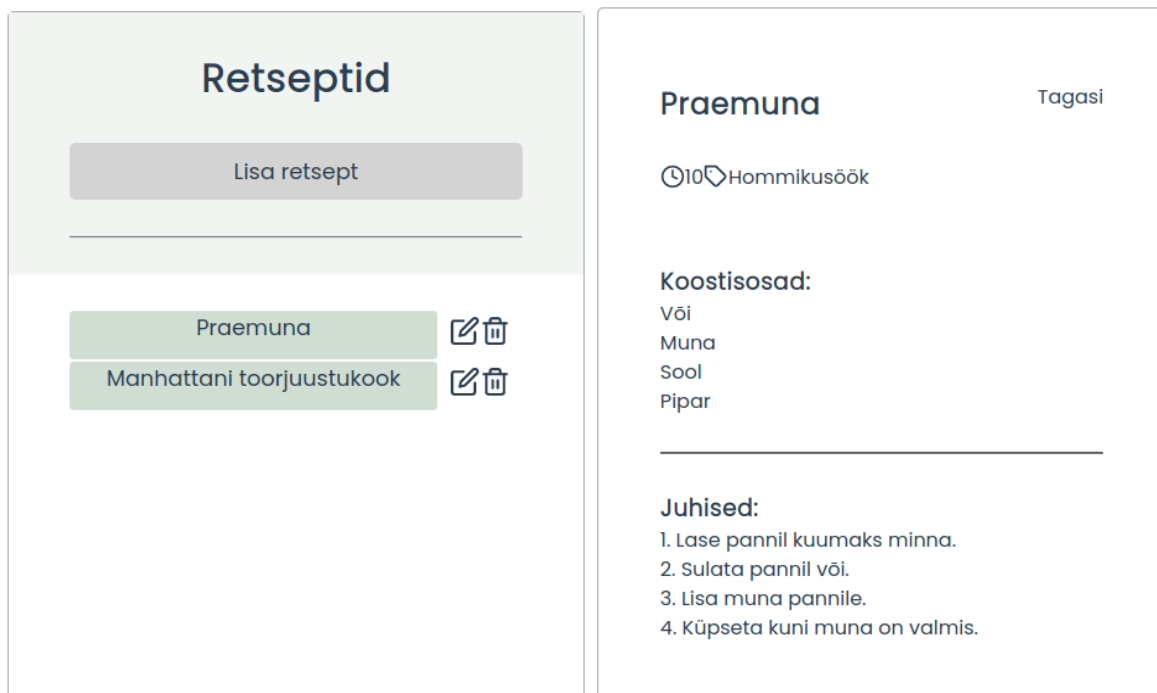 Retseptid
Lisa retsept
Praemuna
Manhattani toorjuustukook
Praemuna
Tagasi
10 Hommikusöök
Koostisosad:
Või
Muna
Sool
Pipar
Juhised:
1. Lase pannil kuumaks minna.
2. Sulata pannil või.
3. Lisa muna pannile.
4. Küpseta kuni muna on valmis.